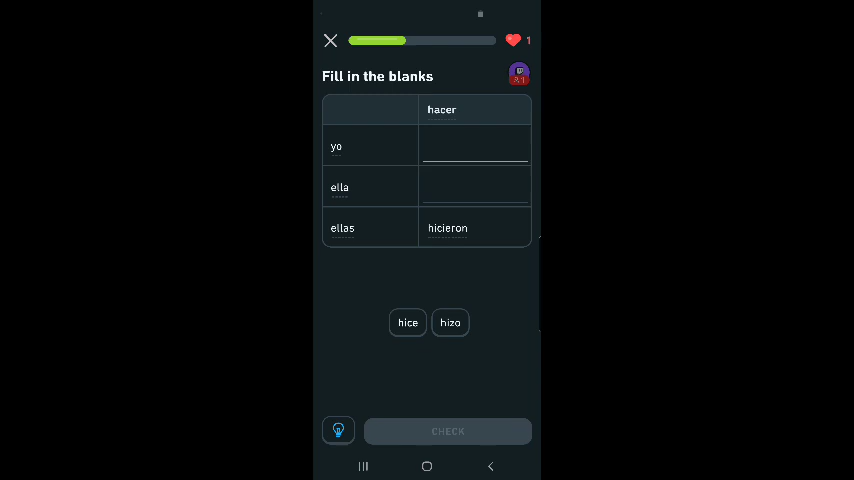 1
Fill in the blanks
hacer
yo
ella
ellas hicieron
hice hizo
CHECK